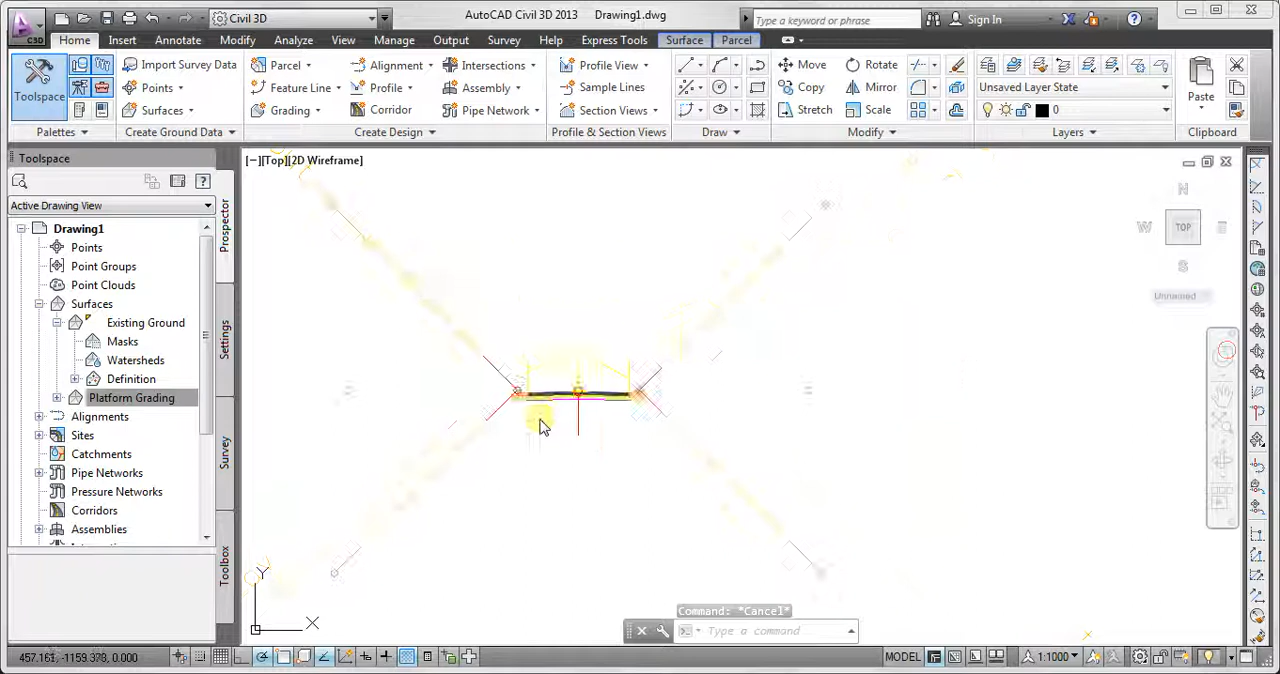 Civil 3D
AutoCAD Civil 3D 2013 Drawing1.dwg
Type a keyword or phrase
Sign In
C3D
Home Insert Annotate Modify Analyze View Manage Output Survey Help Express Tools Surface Parcel
Toolspace
Import Survey Data
Points
Surfaces
Parcel
Feature Line
Grading
Alignment
Profile
Corridor
Intersections
Assembly
Pipe Network
Profile View
Sample Lines
Section Views
Move
Copy
Stretch
Rotate
Mirror
Scale
Unsaved Layer State
0
Paste
Palettes
Create Ground Data
Create Design
Profile & Section Views
Draw
Modify
Layers
Clipboard
Toolspace
Active Drawing View
Drawing1
Points
Point Groups
Point Clouds
Surfaces
Existing Ground
Masks
Watersheds
Definition
Platform Grading
Alignments
Sites
Catchments
Pipe Networks
Pressure Networks
Corridors
Assemblies
Prospector
Settings
Survey
Toolbox
[−][Top][2D Wireframe]
N
W
TOP
S
Unnamed
Y
X
Command: *Cancel*
Type a command
457.161, -1159.378, 0.000
MODEL
1:1000